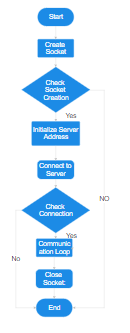 Start
Create
Socket
Check
Socket
Creation
Yes
Initialize Server
Address
Connect to
Server
NO
Check
Connection
Yes
Communic
ation Loop
No
Close
Socket:
End